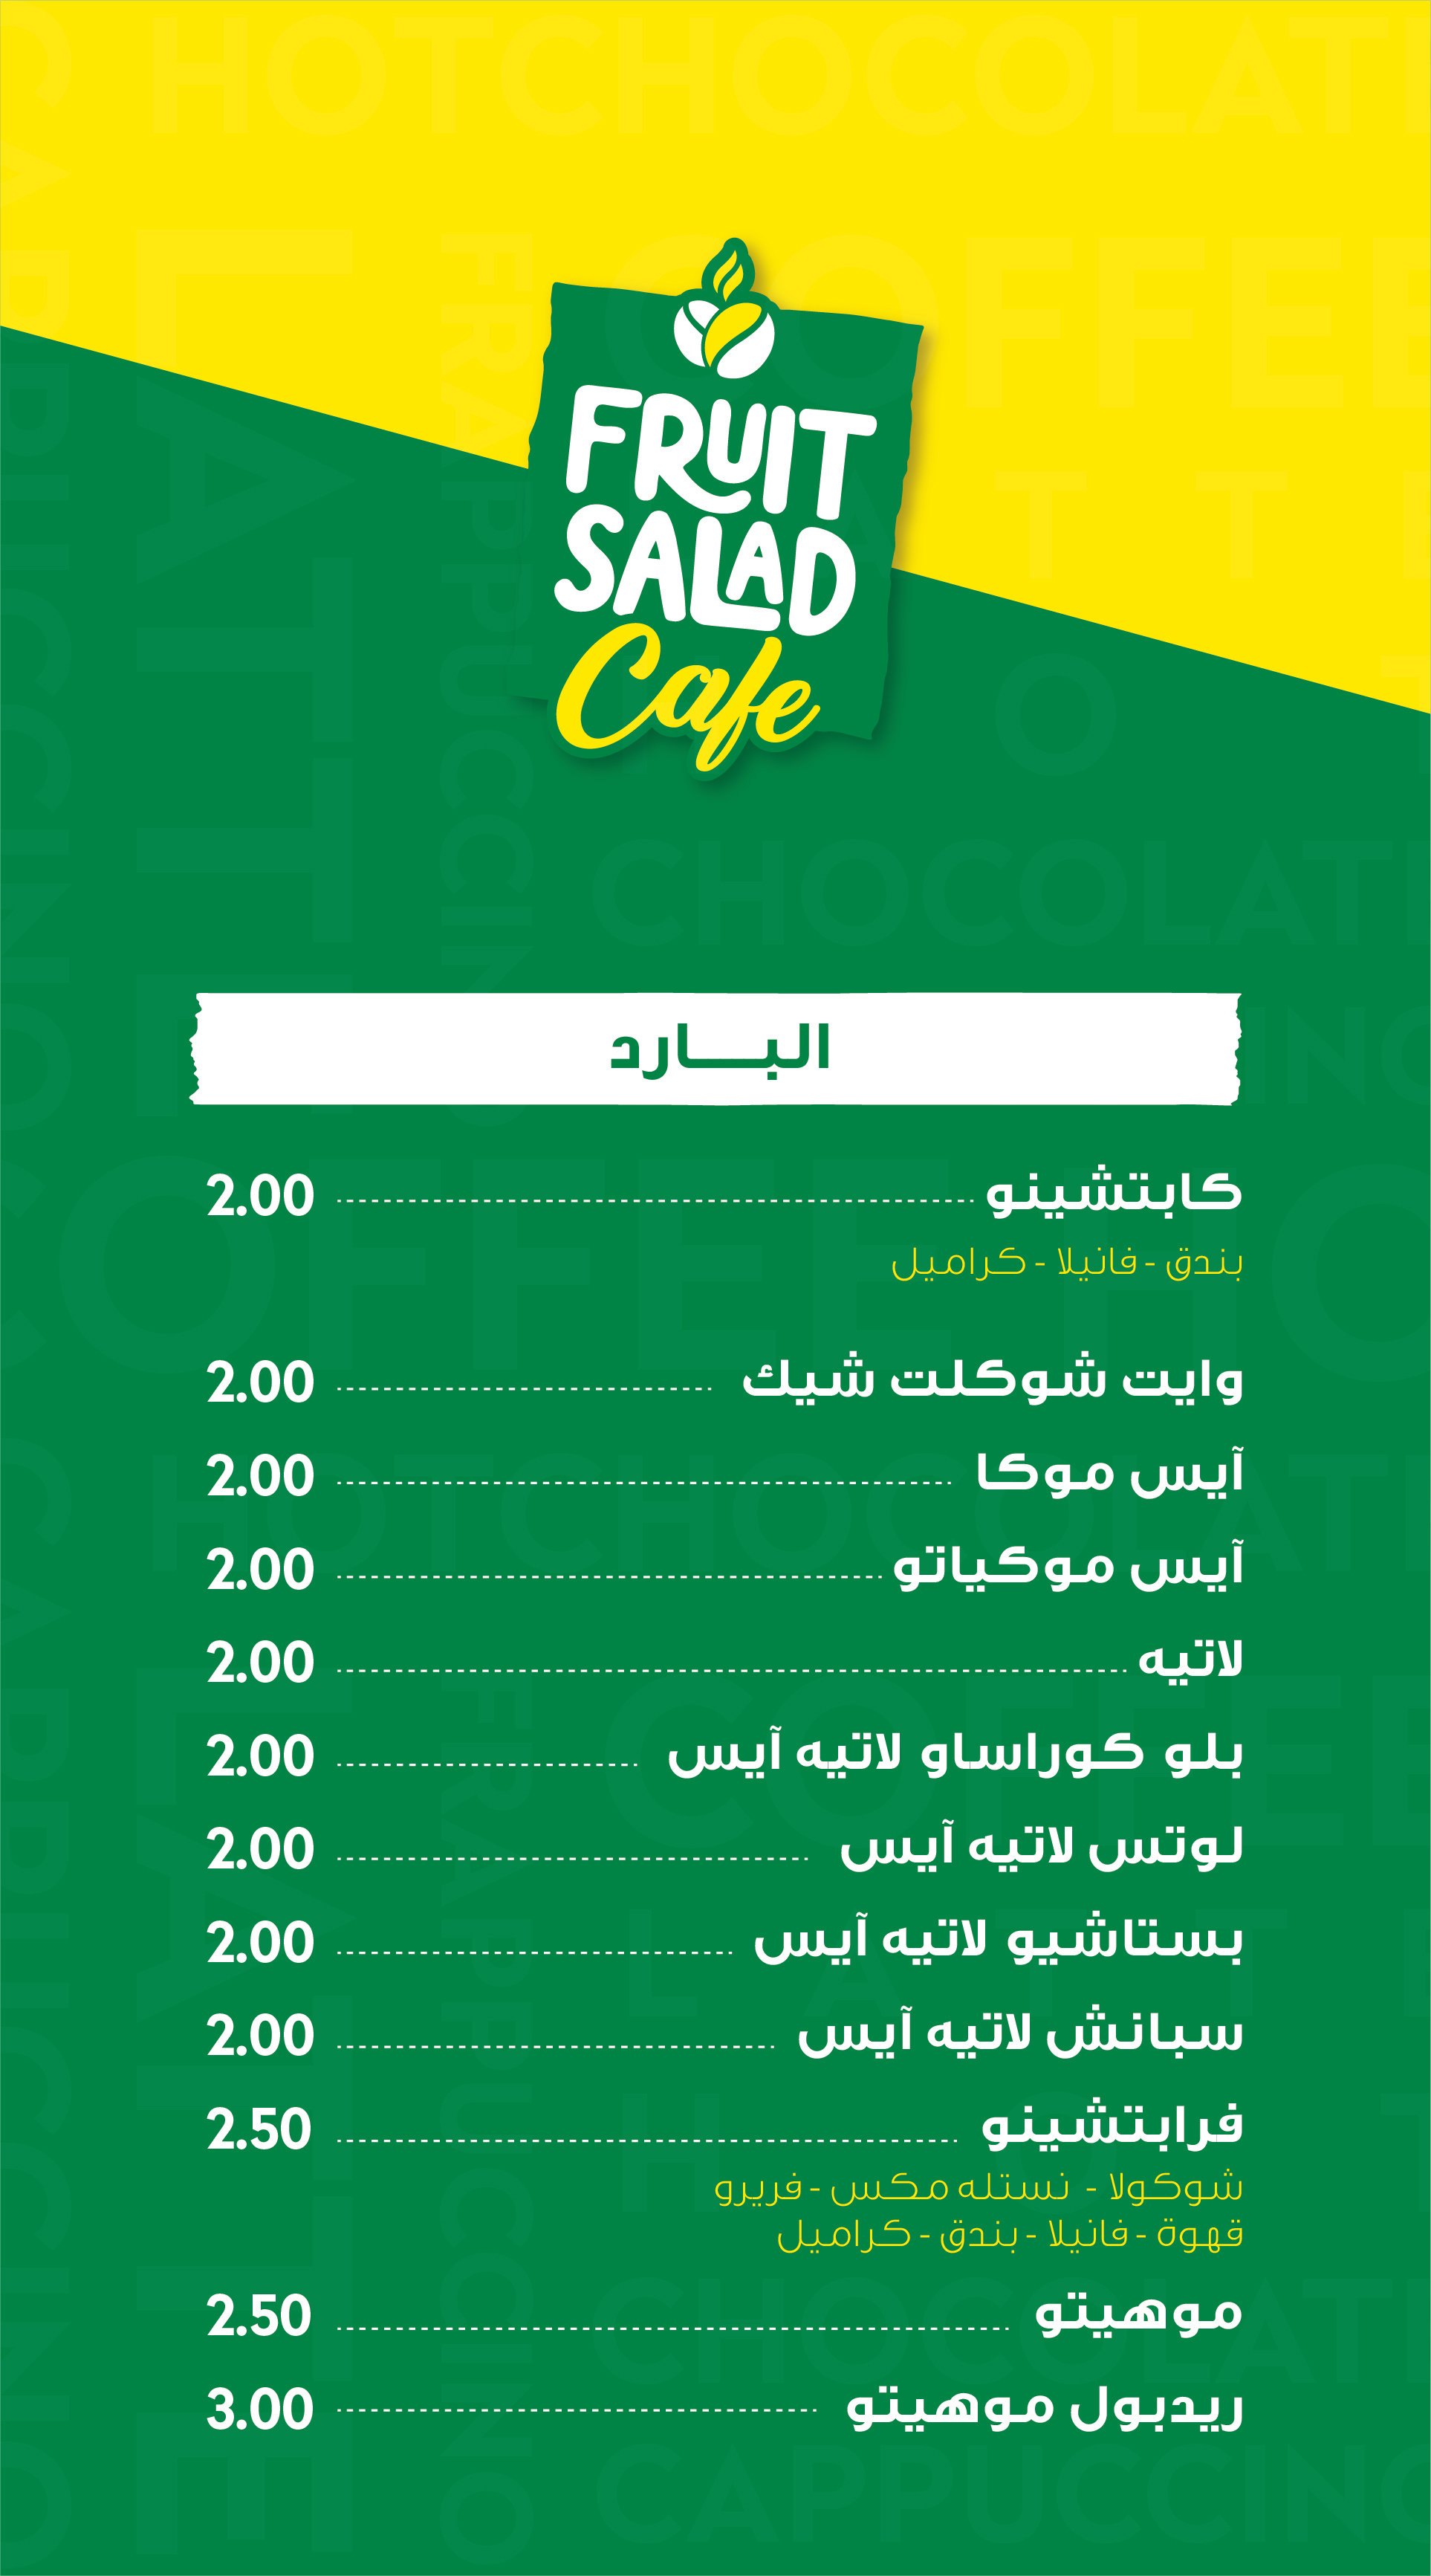 FRUIT
SALAD
Cafe
البـــارد
كابتشينو 2.00
بندق - فانيلا - كراميل
وايت شوكلت شيك 2.00
آيس موكا 2.00
آيس موكياتو 2.00
لاتيه 2.00
بلو كوراساو لاتيه آيس 2.00
لوتس لاتيه آيس 2.00
بستاشيو لاتيه آيس 2.00
سبانش لاتيه آيس 2.00
فرابتشينو 2.50
شوكولا - نستله مكس - فريرو
قهوة - فانيلا - بندق - كراميل
موهيتو 2.50
ريدبول موهيتو 3.00